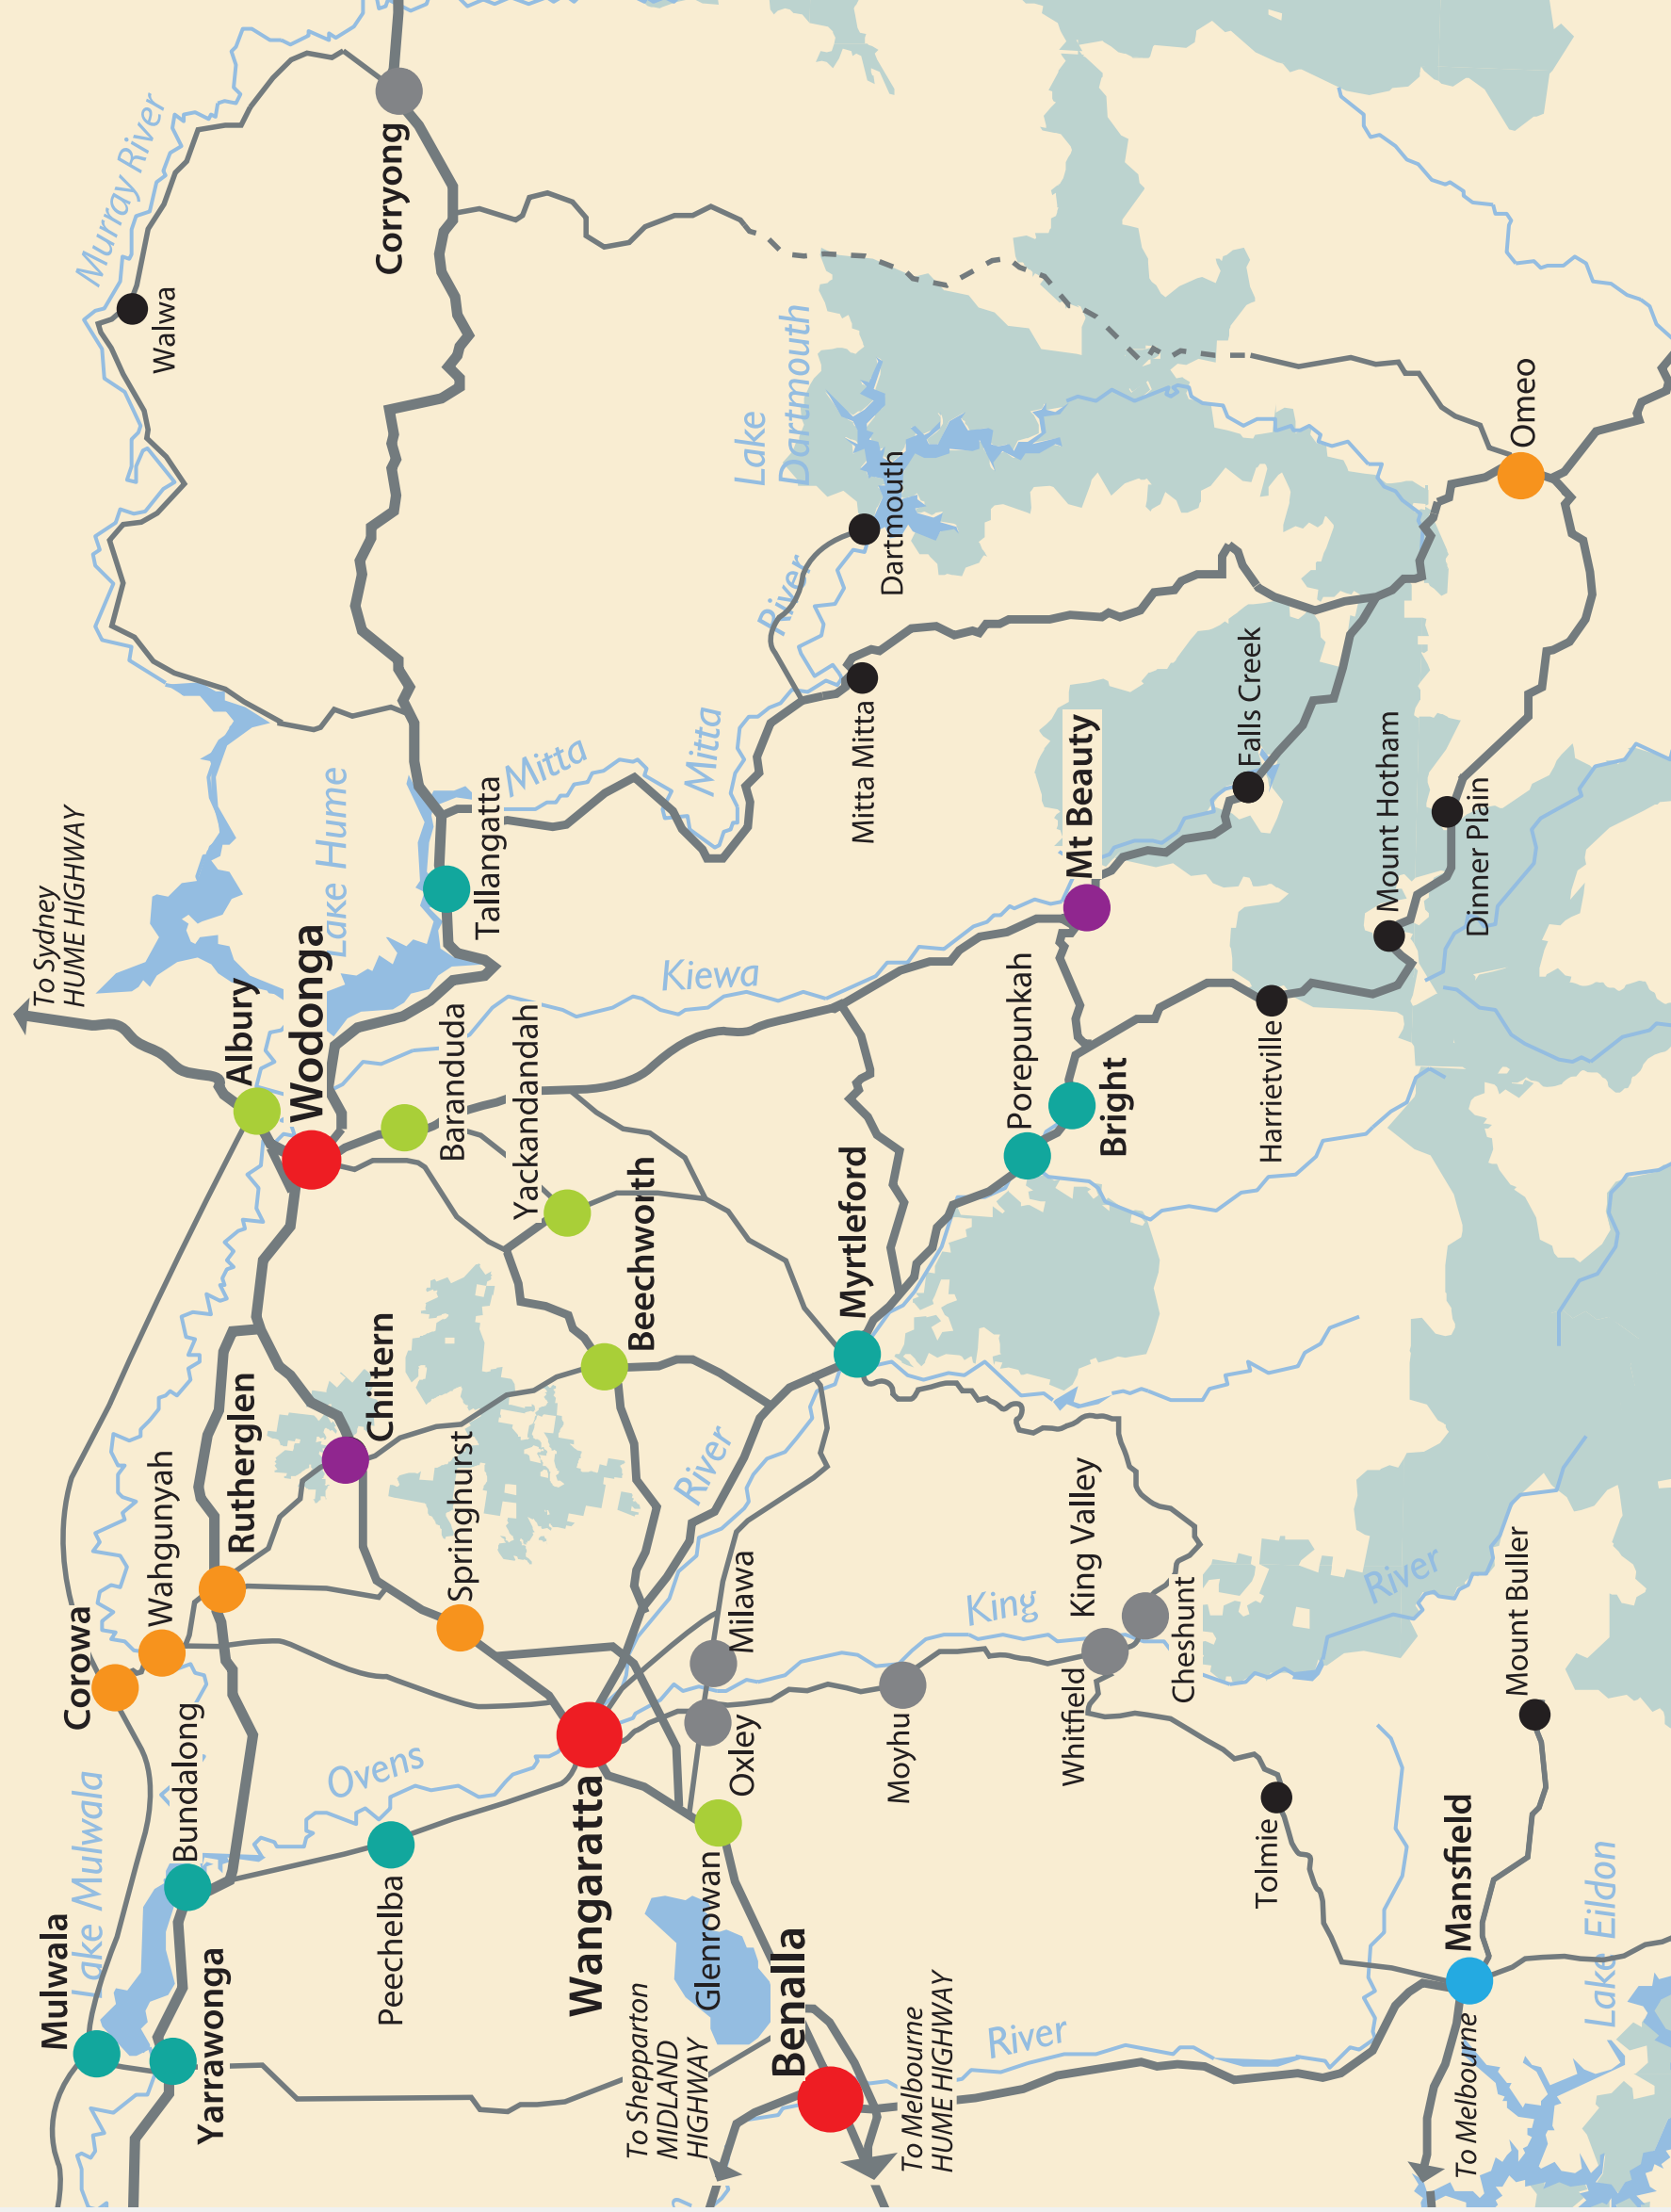 Mulwala
To Sydney
HUME HIGHWAY
Corowa
Lake Mulwala
Murray River
Wahgunyah
Walwa
Bundalong
Yarrawonga
Rutherglen
Albury
Wodonga
Lake Hume
Ovens
Chiltern
Peechelba
Corryong
Baranduda
Springhurst
Tallangatta
Yackandandah
Mitta
Wangaratta
Beechworth
To Shepparton
MIDLAND
HIGHWAY
River
Kiewa
Mitta
Glenrowan
Milawa
Oxley
Lake
Dartmouth
River
Benalla
Myrtleford
Mitta Mitta
Dartmouth
Moyhu
To Melbourne
HUME HIGHWAY
King
Porepunkah
River
Whitfield
King Valley
Mt Beauty
Bright
Cheshunt
Falls Creek
Tolmie
Harrietville
Mount Hotham
River
Mansfield
To Melbourne
Dinner Plain
Mount Buller
Omeo
Lake Eildon